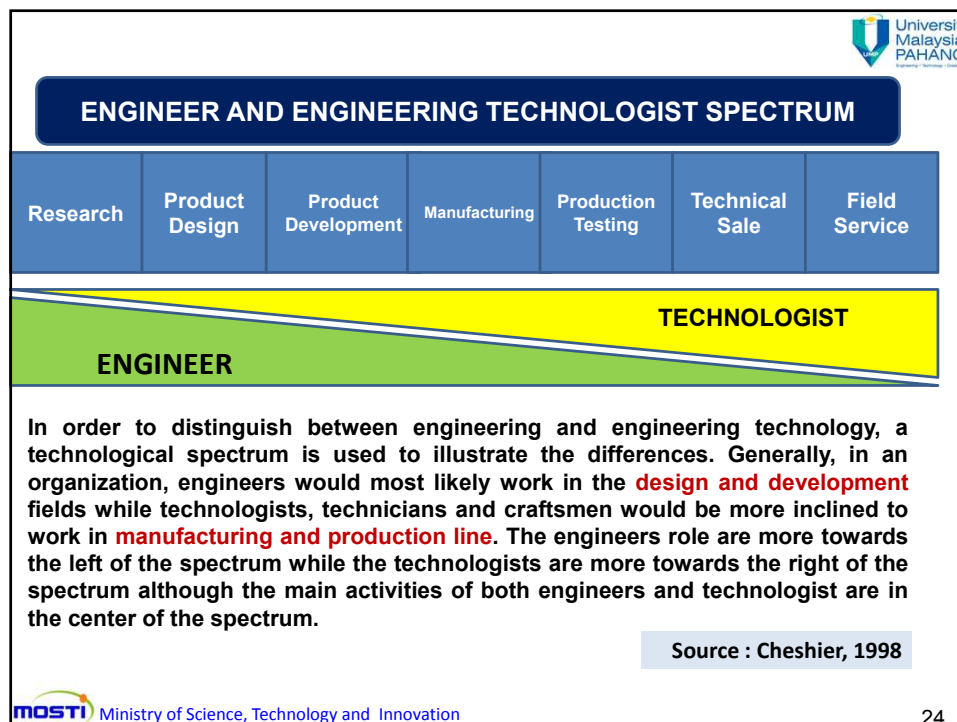 Universi
Malaysia
PAHANG
UMP
ENGINEER AND ENGINEERING TECHNOLOGIST SPECTRUM
Research
Product
Design
Product
Development
Manufacturing
Production
Testing
Technical
Sale
Field
Service
TECHNOLOGIST
ENGINEER
In order to distinguish between engineering and engineering technology, a
technological spectrum is used to illustrate the differences. Generally, in an
organization, engineers would most likely work in the design and development
fields while technologists, technicians and craftsmen would be more inclined to
work in manufacturing and production line. The engineers role are more towards
the left of the spectrum while the technologists are more towards the right of the
spectrum although the main activities of both engineers and technologist are in
the center of the spectrum.
Source : Cheshier, 1998
MOSTI Ministry of Science, Technology and Innovation
24